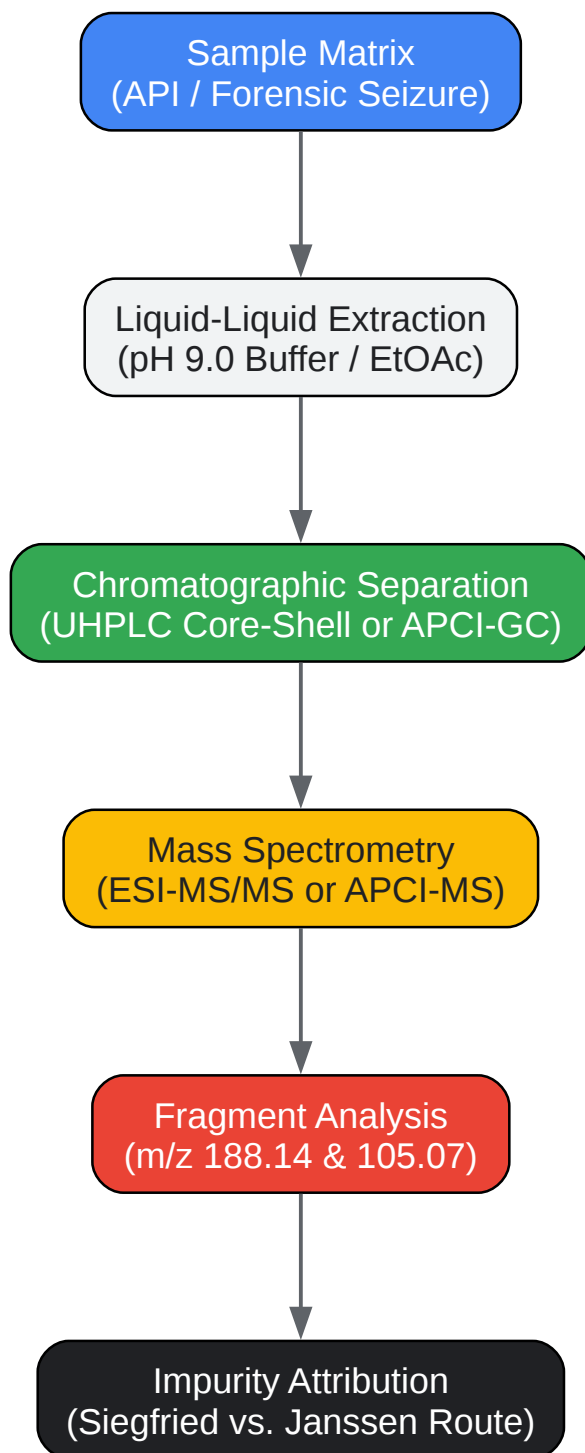 Sample Matrix
(API / Forensic Seizure)
Liquid-Liquid Extraction
(pH 9.0 Buffer / EtOAc)
Chromatographic Separation
(UHPLC Core-Shell or APCI-GC)
Mass Spectrometry
(ESI-MS/MS or APCI-MS)
Fragment Analysis
(m/z 188.14 & 105.07)
Impurity Attribution
(Siegfried vs. Janssen Route)